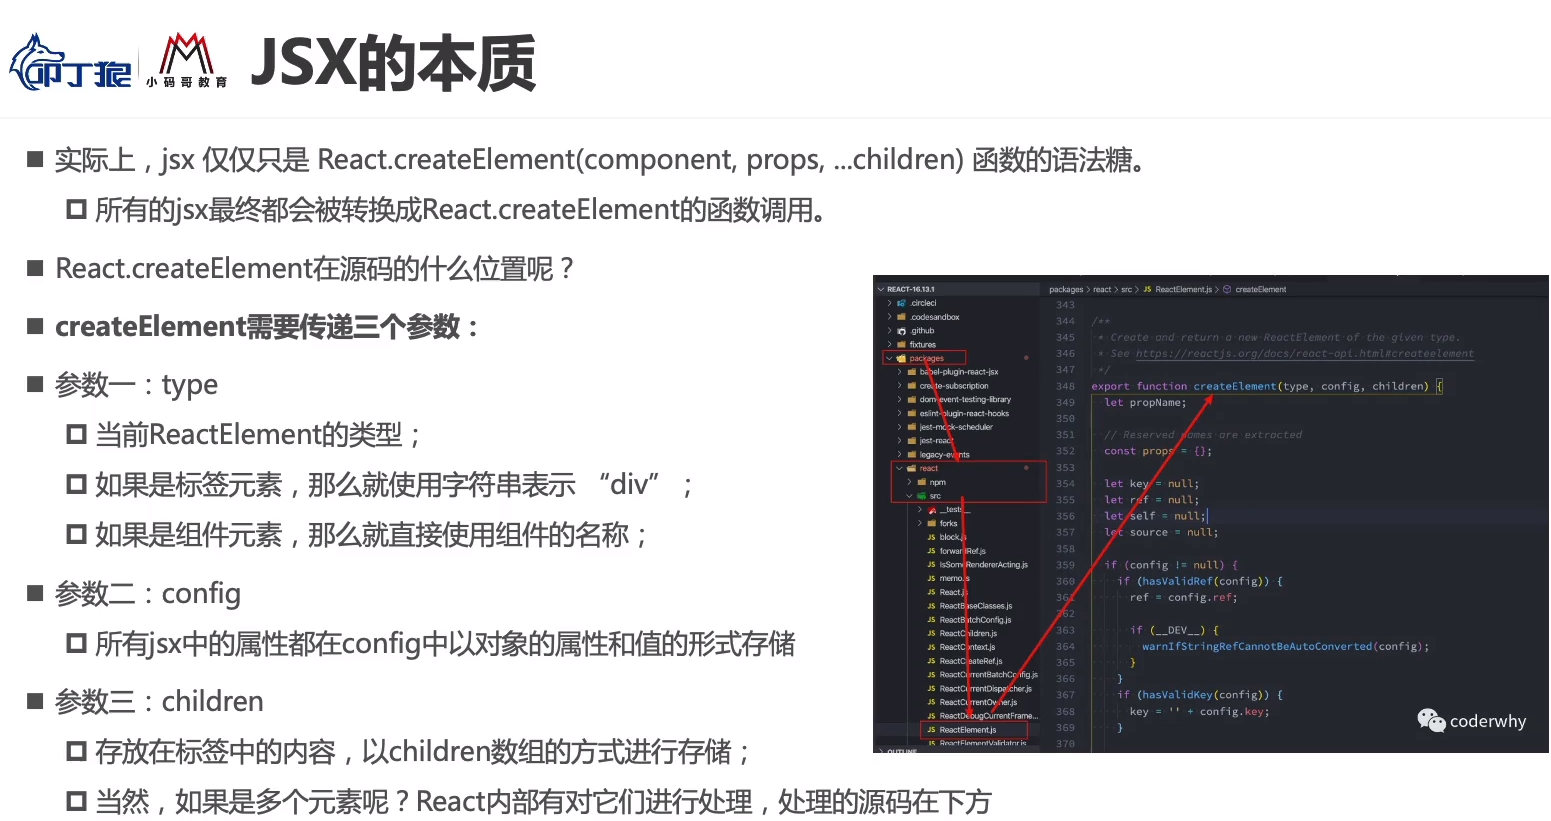 叩丁狼
小码哥教育
JSX的本质
实际上，jsx 仅仅只是 React.createElement(component, props, ...children) 函数的语法糖。
所有的jsx最终都会被转换成React.createElement的函数调用。
React.createElement在源码的什么位置呢？
createElement需要传递三个参数：
参数一：type
当前ReactElement的类型；
如果是标签元素，那么就使用字符串表示 “div” ；
如果是组件元素，那么就直接使用组件的名称；
参数二：config
所有jsx中的属性都在config中以对象的属性和值的形式存储
参数三：children
存放在标签中的内容，以children数组的方式进行存储；
当然，如果是多个元素呢？React内部有对它们进行处理，处理的源码在下方
REACT-16.13.1
.circleci
.codesandbox
.github
fixtures
packages
babel-plugin-react-jsx
create-subscription
dom-event-testing-library
eslint-plugin-react-hooks
jest-mock-scheduler
jest-react
legacy-events
react
npm
src
__tests__
forks
JS block.js
JS forwardRef.js
JS IsSomeRendererActing.js
JS memo.js
JS React.js
JS ReactBaseClasses.js
JS ReactBatchConfig.js
JS ReactChildren.js
JS ReactContext.js
JS ReactCreateRef.js
JS ReactCurrentBatchConfig.js
JS ReactCurrentDispatcher.js
JS ReactCurrentOwner.js
JS ReactDebugCurrentFrame...
JS ReactElement.js
JS ReactElementValidator.js
OUTLINE
packages > react > src > JS ReactElement.js > createElement
343
344 /**
345 * Create and return a new ReactElement of the given type.
346 * See https://reactjs.org/docs/react-api.html#createelement
347 */
348 export function createElement(type, config, children) {
349 let propName;
350
351 // Reserved names are extracted
352 const props = {};
353
354 let key = null;
355 let ref = null;
356 let self = null;
357 let source = null;
358
359 if (config != null) {
360 if (hasValidRef(config)) {
361 ref = config.ref;
362
363 if (__DEV__) {
364 warnIfStringRefCannotBeAutoConverted(config);
365 }
366 }
367 if (hasValidKey(config)) {
368 key = '' + config.key;
369 }
370
coderwhy